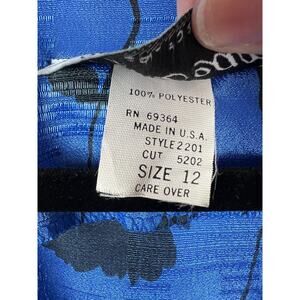 100% POLYESTER
RN 69364
MADE IN U.S.A.
STYLE 2201
CUT 5202
SIZE 12
CARE OVER